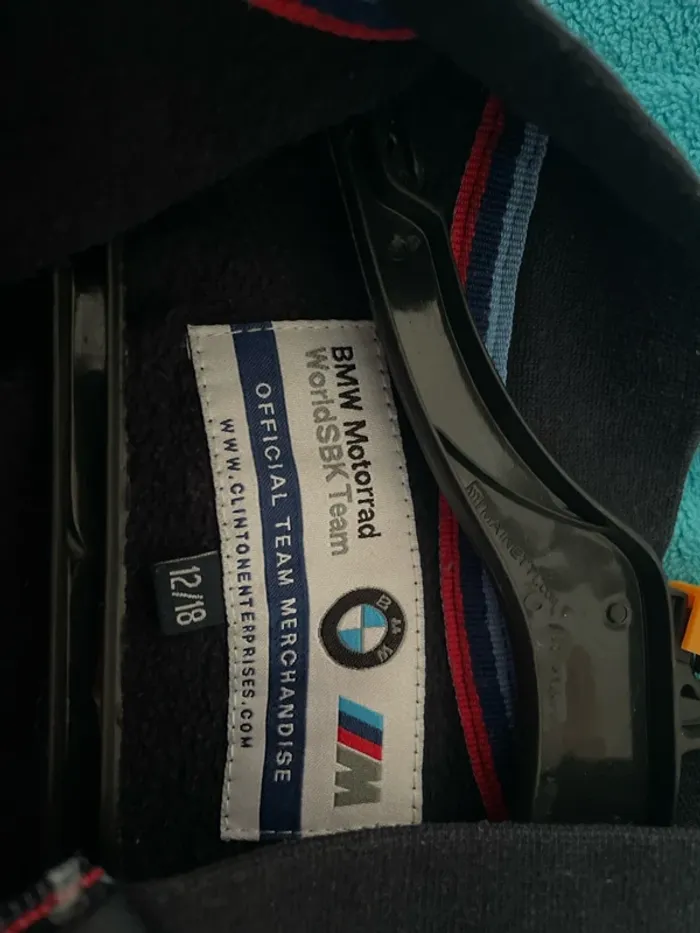 BMW Motorrad
WorldSBK Team
BMW
M
OFFICIAL TEAM MERCHANDISE
WWW.CLINTONENTERPRISES.COM
12/18